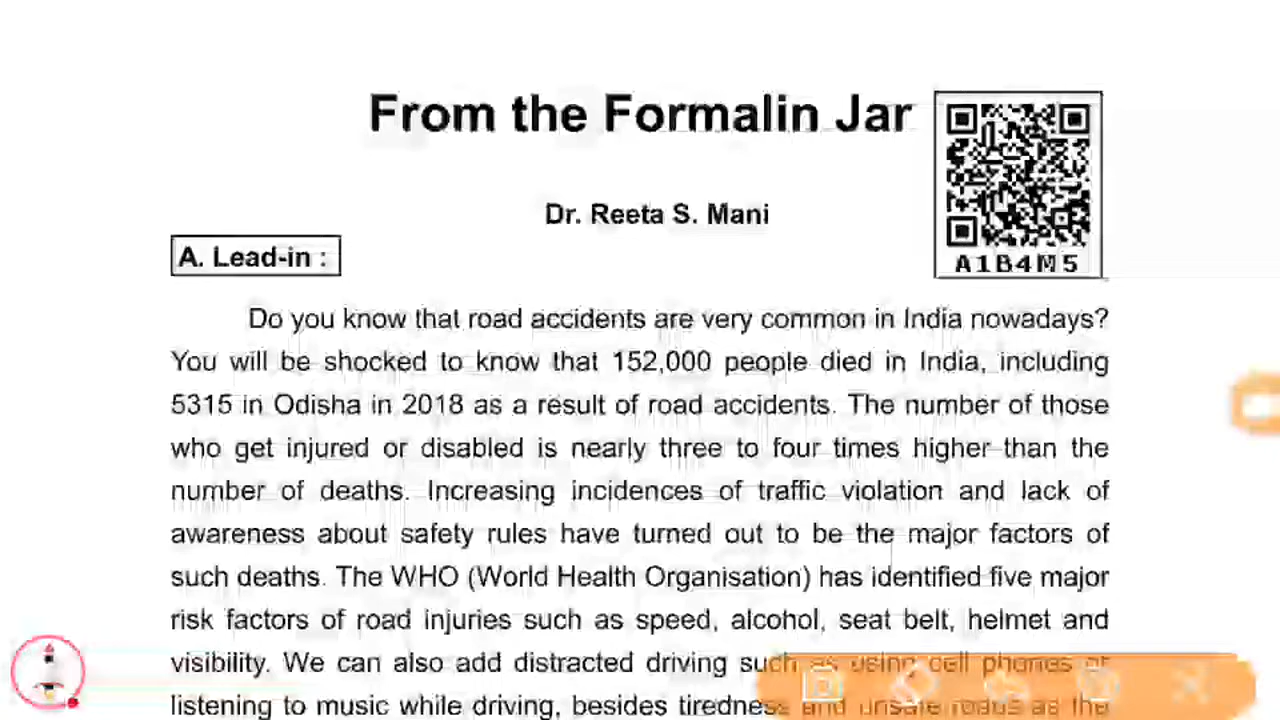 From the Formalin Jar
Dr. Reeta S. Mani
A1B4M5
A. Lead-in :
Do you know that road accidents are very common in India nowadays?
You will be shocked to know that 152,000 people died in India, including
5315 in Odisha in 2018 as a result of road accidents. The number of those
who get injured or disabled is nearly three to four times higher than the
number of deaths. Increasing incidences of traffic violation and lack of
awareness about safety rules have turned out to be the major factors of
such deaths. The WHO (World Health Organisation) has identified five major
risk factors of road injuries such as speed, alcohol, seat belt, helmet and
visibility. We can also add distracted driving such as using cell phones or
listening to music while driving, besides tiredness and unsafe roads as the